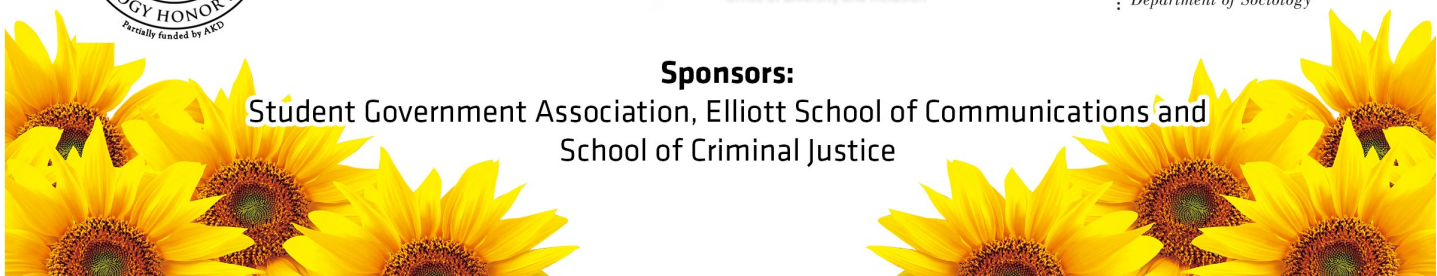 OGY HONOR
Partially funded by AKD
Department of Sociology
Sponsors:
Student Government Association, Elliott School of Communications and
School of Criminal Justice